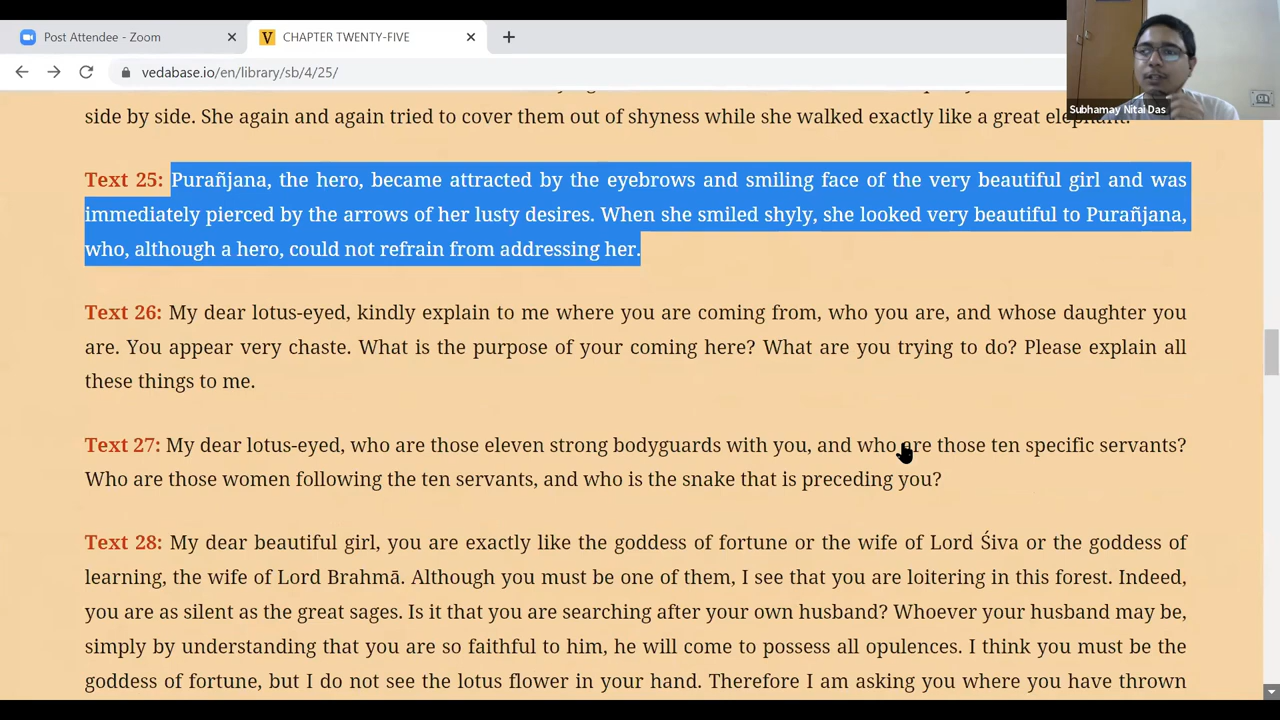 Post Attendee - Zoom
CHAPTER TWENTY-FIVE
vedabase.io/en/library/sb/4/25/
Subhamay Nitai Das
side by side. She again and again tried to cover them out of shyness while she walked exactly like a great elephant.
Text 25: Purañjana, the hero, became attracted by the eyebrows and smiling face of the very beautiful girl and was
immediately pierced by the arrows of her lusty desires. When she smiled shyly, she looked very beautiful to Purañjana,
who, although a hero, could not refrain from addressing her.
Text 26: My dear lotus-eyed, kindly explain to me where you are coming from, who you are, and whose daughter you
are. You appear very chaste. What is the purpose of your coming here? What are you trying to do? Please explain all
these things to me.
Text 27: My dear lotus-eyed, who are those eleven strong bodyguards with you, and who are those ten specific servants?
Who are those women following the ten servants, and who is the snake that is preceding you?
Text 28: My dear beautiful girl, you are exactly like the goddess of fortune or the wife of Lord Śiva or the goddess of
learning, the wife of Lord Brahmā. Although you must be one of them, I see that you are loitering in this forest. Indeed,
you are as silent as the great sages. Is it that you are searching after your own husband? Whoever your husband may be,
simply by understanding that you are so faithful to him, he will come to possess all opulences. I think you must be the
goddess of fortune, but I do not see the lotus flower in your hand. Therefore I am asking you where you have thrown